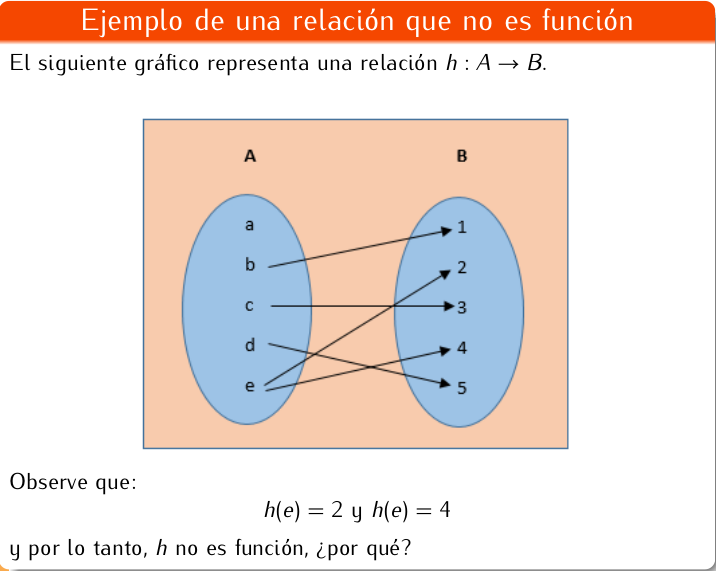 Ejemplo de una relación que no es función
El siguiente gráfico representa una relación h : A → B.
A B
a 1
b 2
c 3
d 4
e 5
Observe que:
h(e) = 2 y h(e) = 4
y por lo tanto, h no es función, ¿por qué?